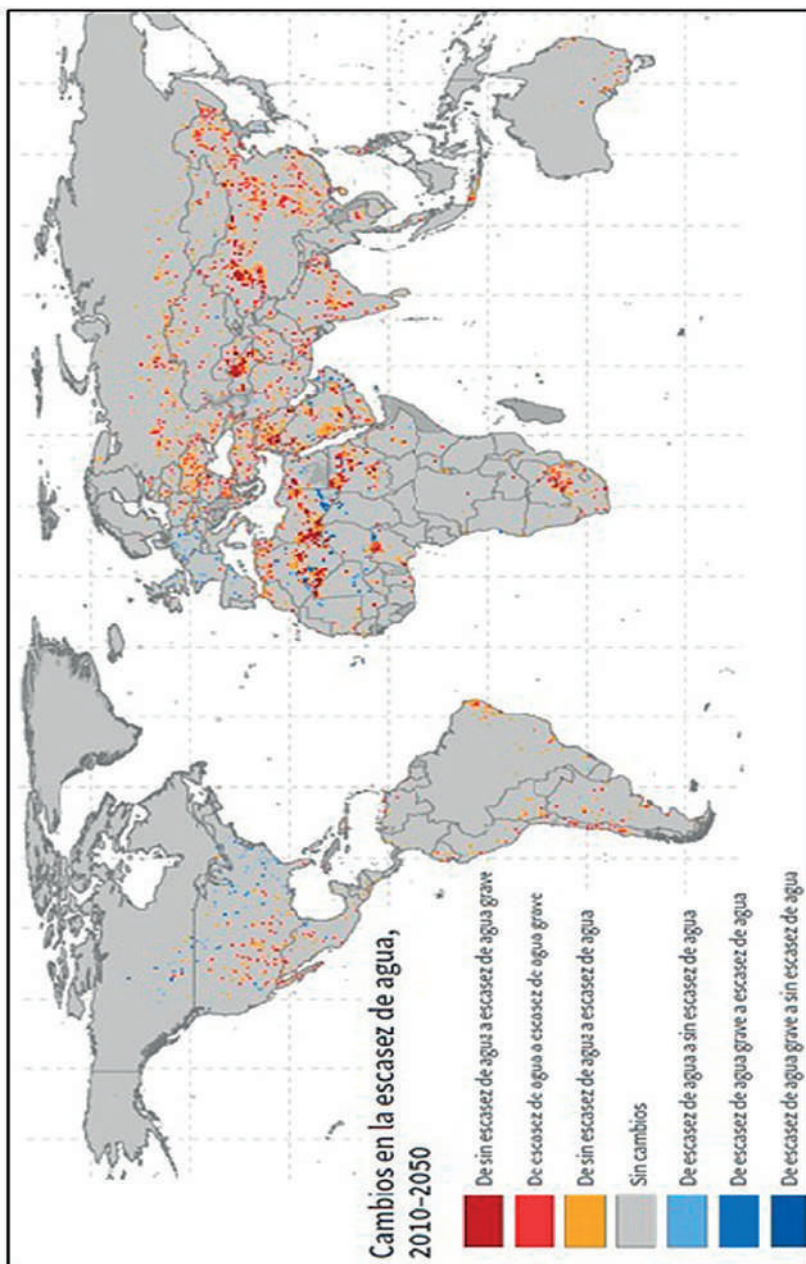 Cambios en la escasez de agua,
2010–2050
De sin escasez de agua a escasez de agua grave
De escasez de agua a escasez de agua grave
De sin escasez de agua a escasez de agua
Sin cambios
De escasez de agua a sin escasez de agua
De escasez de agua grave a escasez de agua
De escasez de agua grave a sin escasez de agua